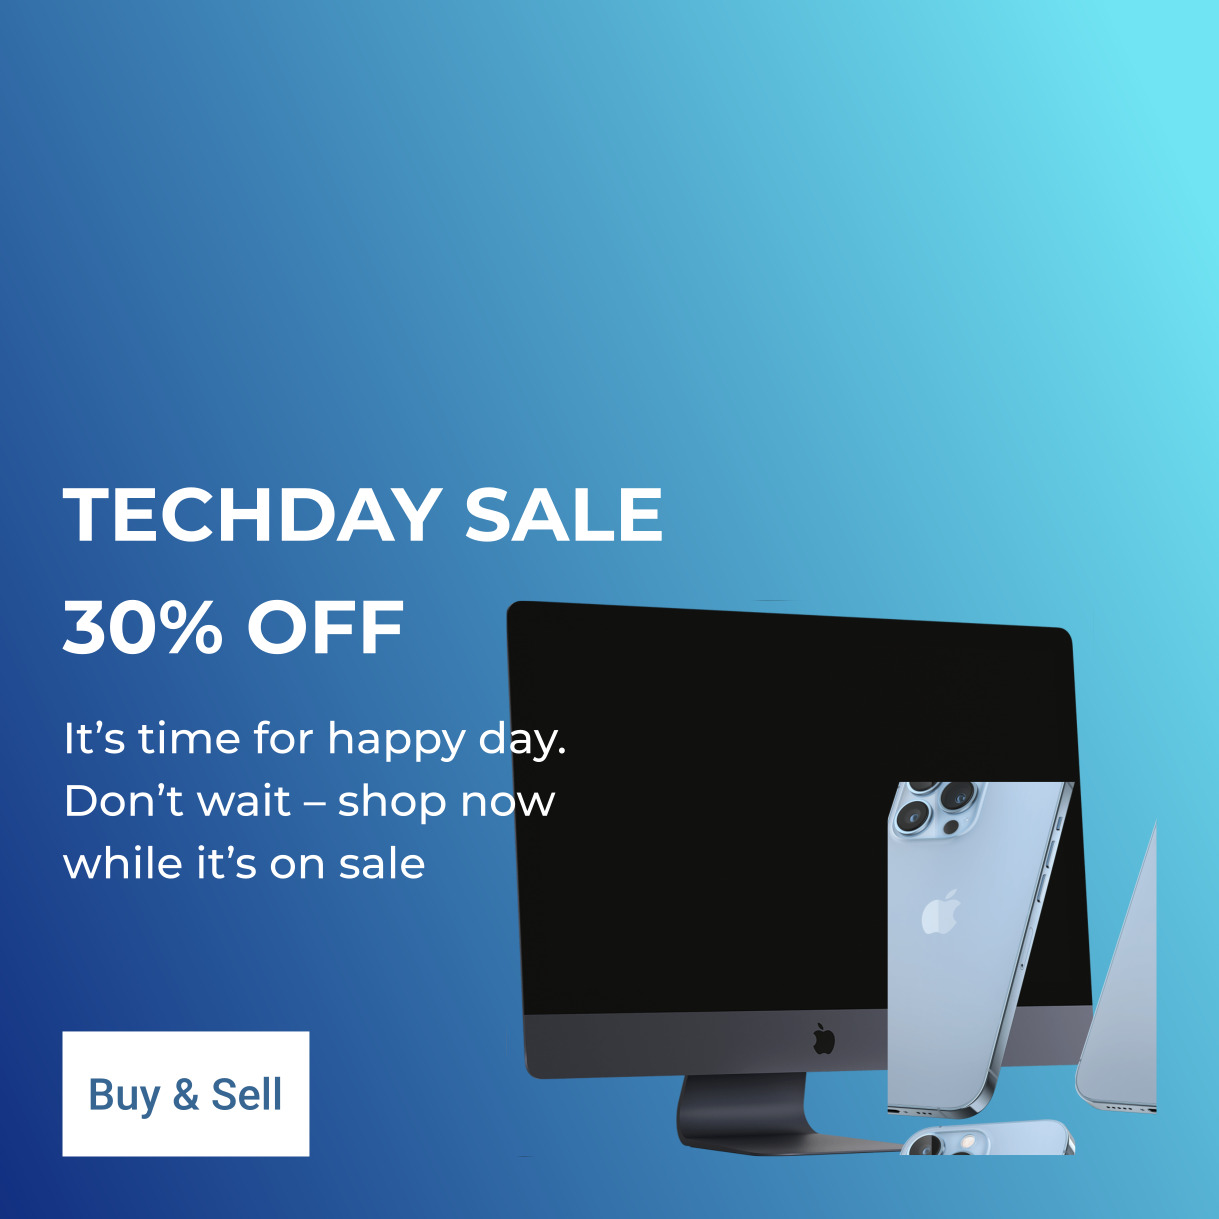 TECHDAY SALE
30% OFF
It’s time for happy day.
Don’t wait – shop now
while it’s on sale
Buy & Sell